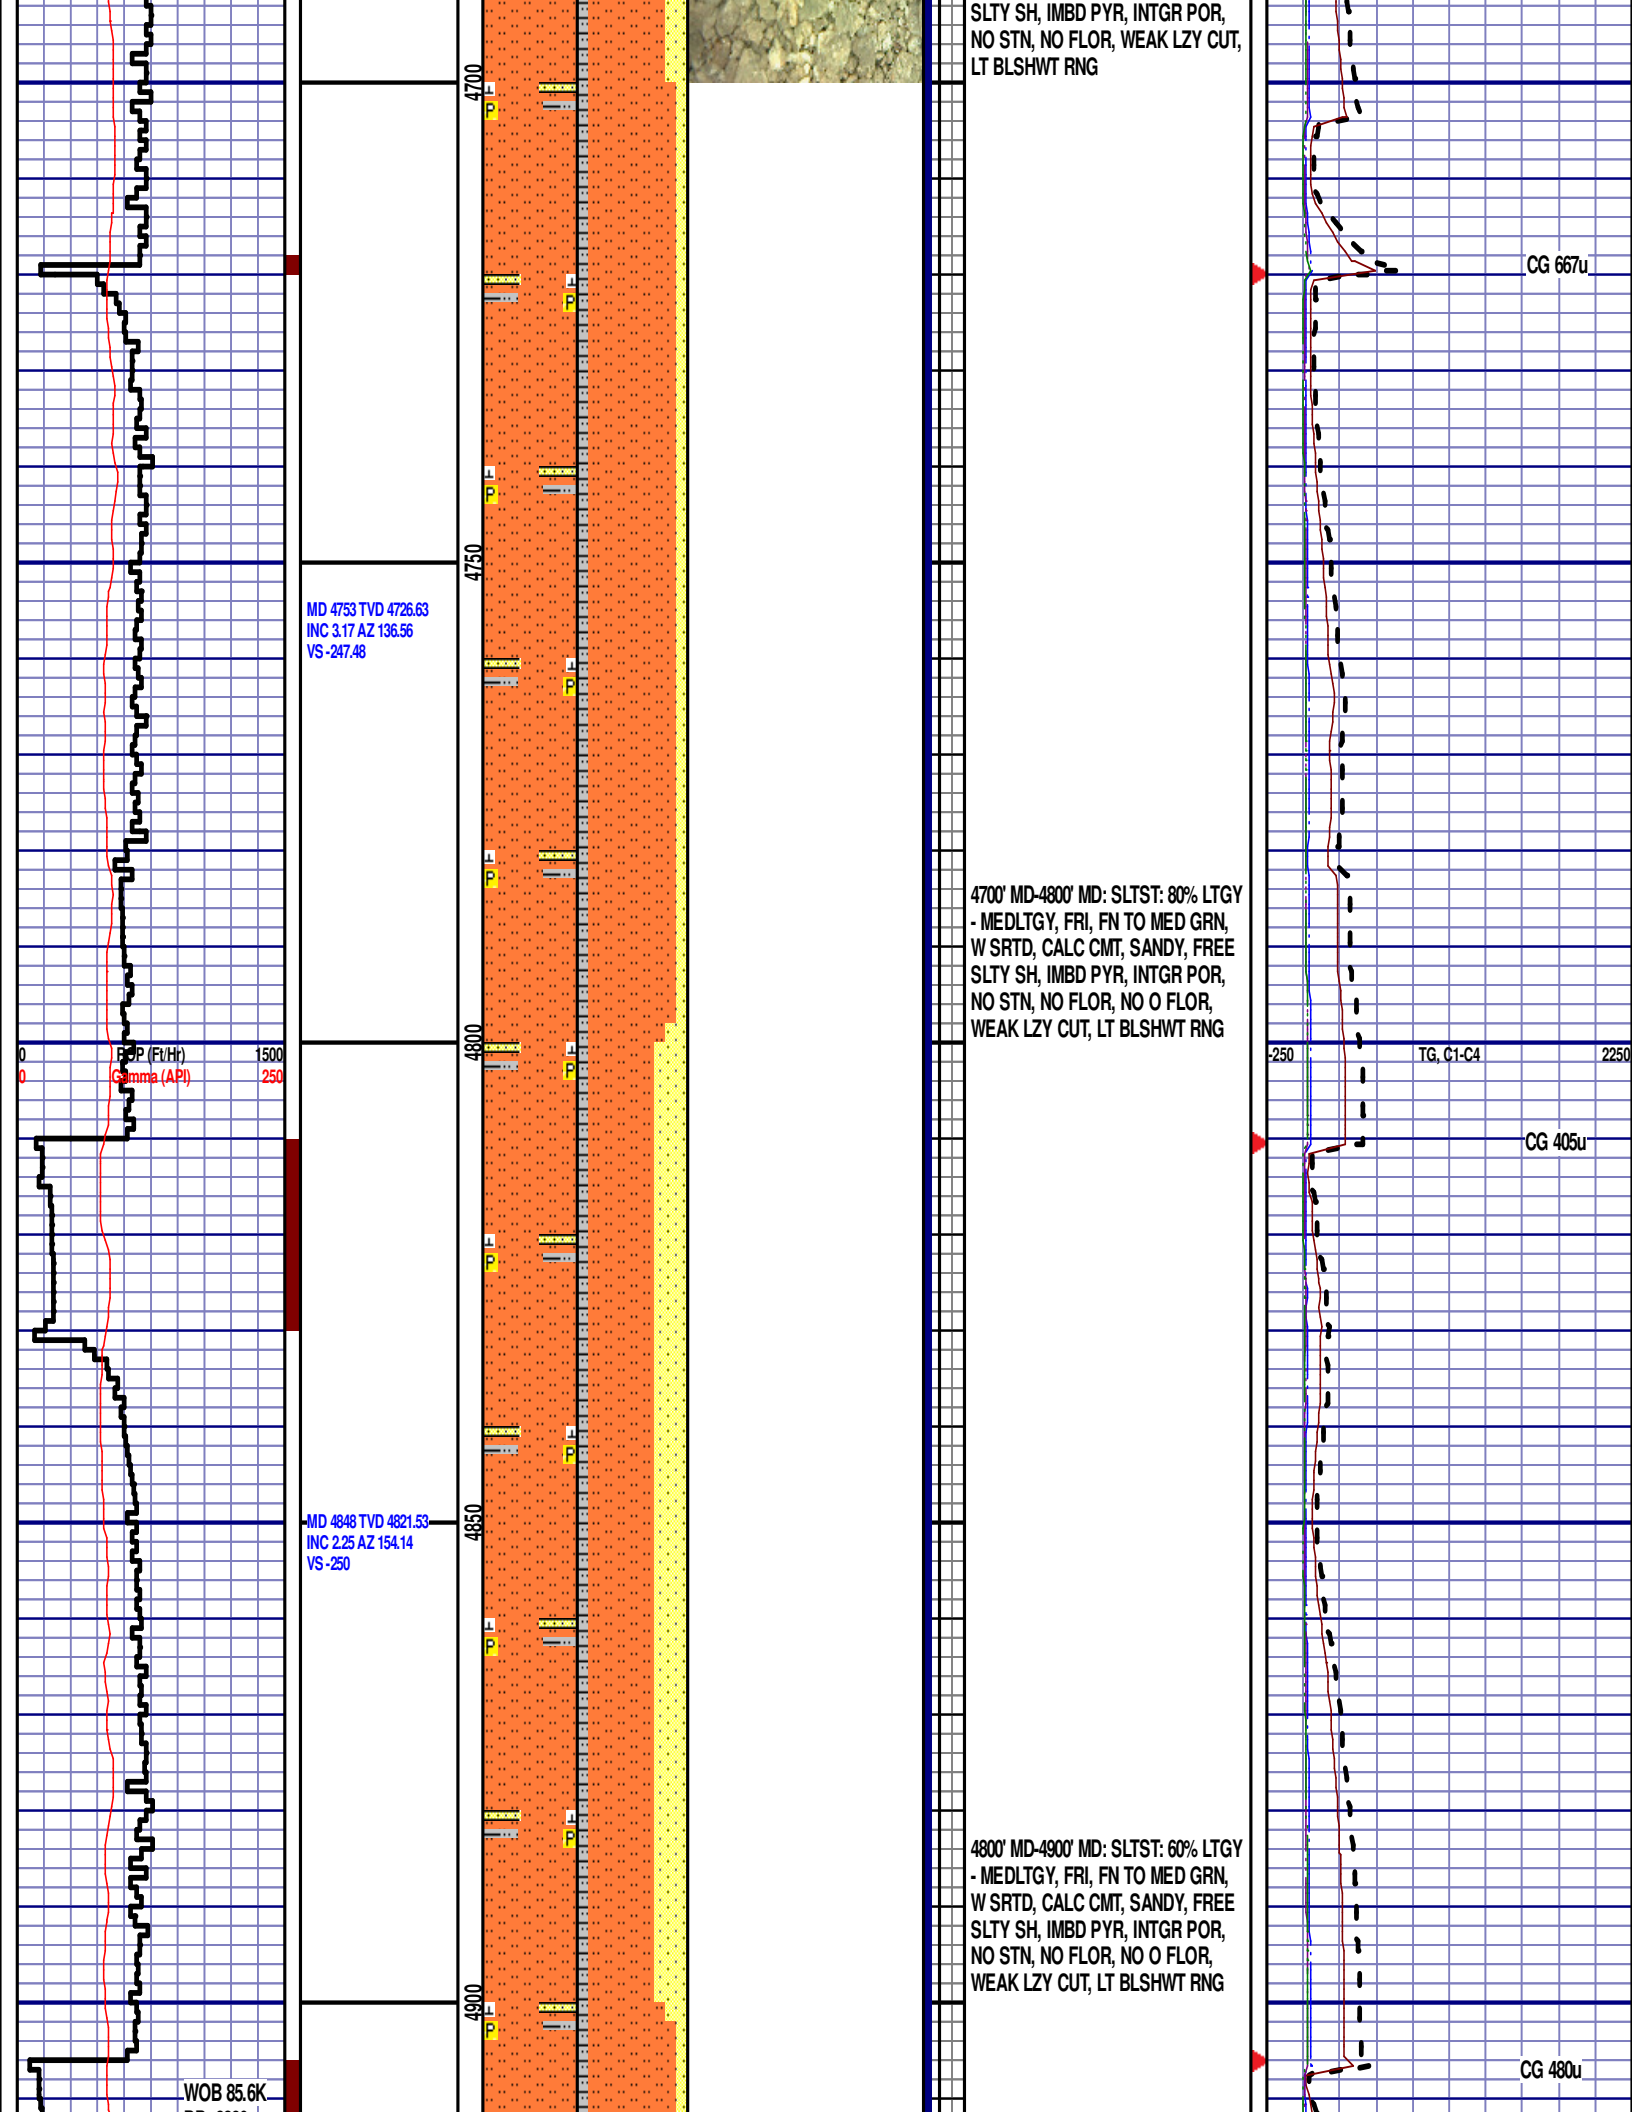 SLTY SH, IMBD PYR, INTGR POR,
NO STN, NO FLOR, WEAK LZY CUT,
LT BLSHWT RNG
4700
P
CG 667u
P
P
4750
MD 4753 TVD 4726.63
INC 3.17 AZ 136.56
VS -247.48
P
P
4700' MD-4800' MD: SLTST: 80% LTGY
- MEDLTGY, FRI, FN TO MED GRN,
W SRTD, CALC CMT, SANDY, FREE
SLTY SH, IMBD PYR, INTGR POR,
NO STN, NO FLOR, NO O FLOR,
WEAK LZY CUT, LT BLSHWT RNG
4800
0 ROP (Ft/Hr) 1500
0 Gamma (API) 250
-250 TG, C1-C4 2250
P
CG 405u
P
P
4850
MD 4848 TVD 4821.53
INC 2.25 AZ 154.14
VS -250
P
P
4800' MD-4900' MD: SLTST: 60% LTGY
- MEDLTGY, FRI, FN TO MED GRN,
W SRTD, CALC CMT, SANDY, FREE
SLTY SH, IMBD PYR, INTGR POR,
NO STN, NO FLOR, NO O FLOR,
WEAK LZY CUT, LT BLSHWT RNG
4900
P
CG 480u
WOB 85.6K